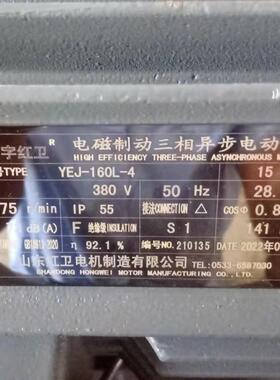 字红卫® 电磁制动三相异步电动
HIGH EFFICIENCY THREE-PHASE ASYNCHRONOUS
TYPE YEJ-160L-4 15
380 V 50 Hz 28
75 r/min IP 55 接法CONNECTION △ COSΦ 0.8
dB(A) F 绝缘级INSULATION S 1 141
GB18613-2020 η 92.1 % 编号NO. 210135 DATE 2022年0
山东红卫电机制造有限公司 TEL:0533-6587030
SHANDONG HONGWEI MOTOR MANUFACTURING CO.,LTD.